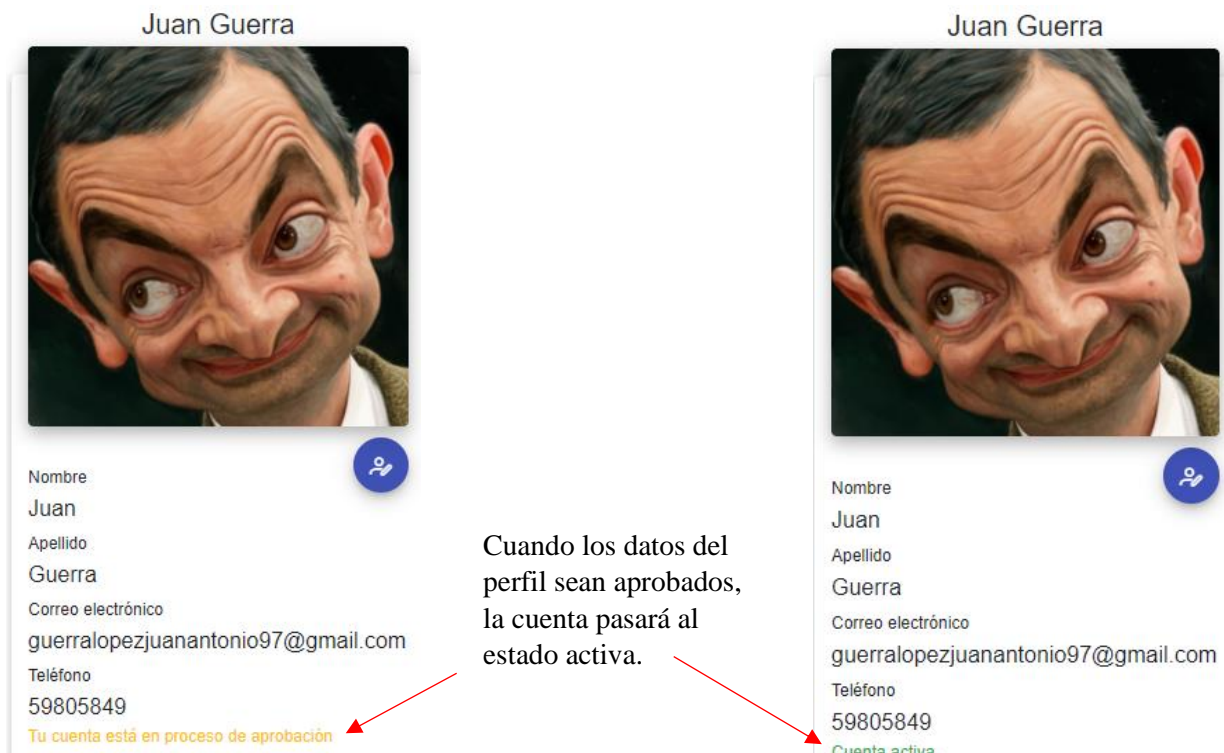 Juan Guerra
Nombre
Juan
Apellido
Guerra
Correo electrónico
guerralopezjuanantonio97@gmail.com
Teléfono
59805849
Tu cuenta está en proceso de aprobación
Cuando los datos del
perfil sean aprobados,
la cuenta pasará al
estado activa.
Juan Guerra
Nombre
Juan
Apellido
Guerra
Correo electrónico
guerralopezjuanantonio97@gmail.com
Teléfono
59805849
Cuenta activa